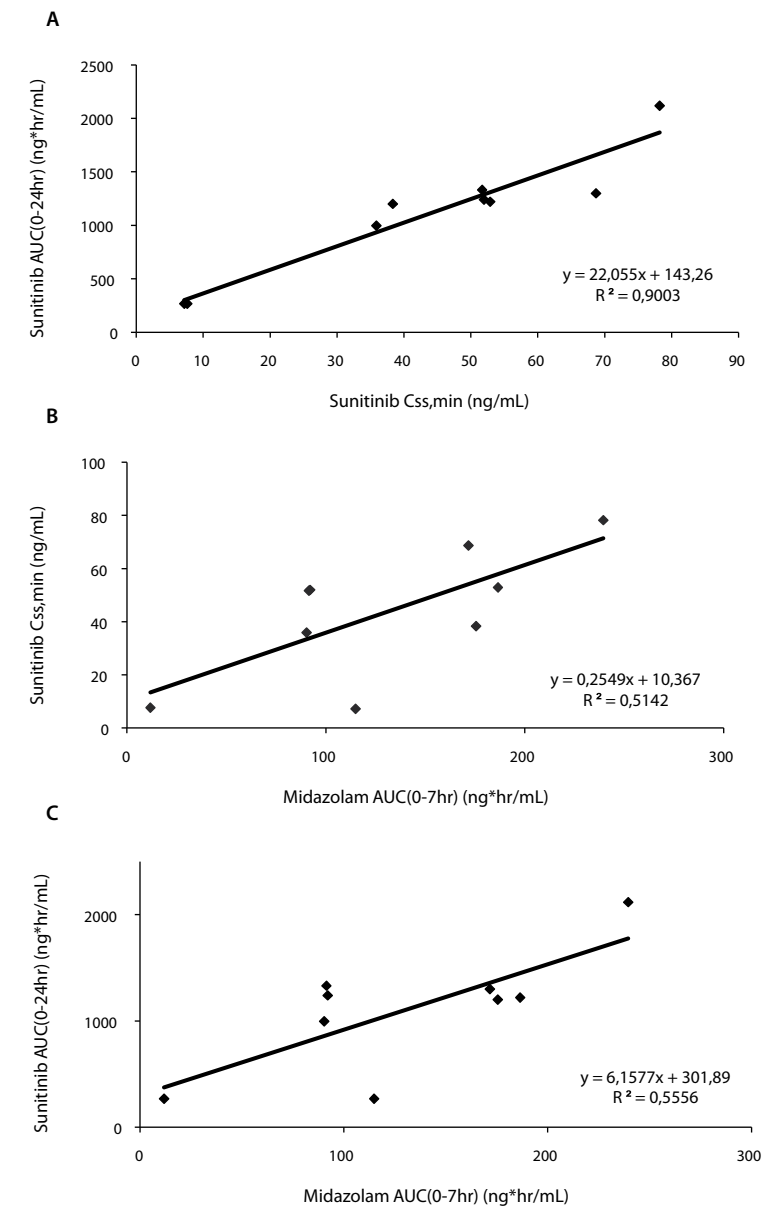 A
Sunitinib AUC(0-24hr) (ng*hr/mL)
2500
2000
1500
1000
500
0
y = 22,055x + 143,26
R ² = 0,9003
0 10 20 30 40 50 60 70 80 90
Sunitinib Css,min (ng/mL)
B
Sunitinib Css,min (ng/mL)
100
80
60
40
20
0
y = 0,2549x + 10,367
R ² = 0,5142
0 100 200 300
Midazolam AUC(0-7hr) (ng*hr/mL)
C
Sunitinib AUC(0-24hr) (ng*hr/mL)
2000
1000
0
y = 6,1577x + 301,89
R ² = 0,5556
0 100 200 300
Midazolam AUC(0-7hr) (ng*hr/mL)